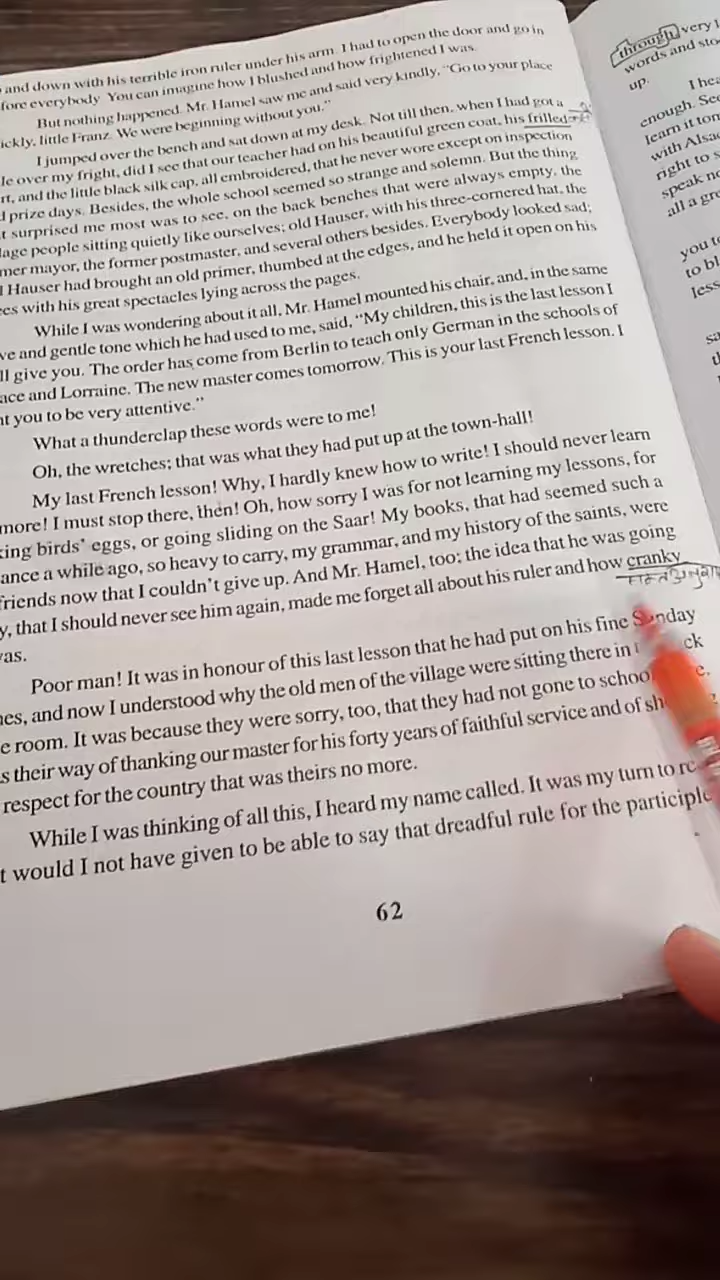 and down with his terrible iron ruler under his arm. I had to open the door and go in
fore everybody. You can imagine how I blushed and how frightened I was.
But nothing happened. Mr. Hamel saw me and said very kindly, “Go to your place
ickly, little Franz. We were beginning without you.”
I jumped over the bench and sat down at my desk. Not till then, when I had got a
le over my fright, did I see that our teacher had on his beautiful green coat, his frilled
rt, and the little black silk cap, all embroidered, that he never wore except on inspection
d prize days. Besides, the whole school seemed so strange and solemn. But the thing
t surprised me most was to see, on the back benches that were always empty, the
lage people sitting quietly like ourselves; old Hauser, with his three-cornered hat, the
mer mayor, the former postmaster, and several others besides. Everybody looked sad;
l Hauser had brought an old primer, thumbed at the edges, and he held it open on his
es with his great spectacles lying across the pages.
While I was wondering about it all, Mr. Hamel mounted his chair, and, in the same
ve and gentle tone which he had used to me, said, “My children, this is the last lesson I
ll give you. The order has come from Berlin to teach only German in the schools of
ace and Lorraine. The new master comes tomorrow. This is your last French lesson. I
nt you to be very attentive.”
What a thunderclap these words were to me!
Oh, the wretches; that was what they had put up at the town-hall!
My last French lesson! Why, I hardly knew how to write! I should never learn
more! I must stop there, then! Oh, how sorry I was for not learning my lessons, for
king birds’ eggs, or going sliding on the Saar! My books, that had seemed such a
ance a while ago, so heavy to carry, my grammar, and my history of the saints, were
friends now that I couldn’t give up. And Mr. Hamel, too; the idea that he was going
y, that I should never see him again, made me forget all about his ruler and how cranky
as.
Poor man! It was in honour of this last lesson that he had put on his fine Sunday
es, and now I understood why the old men of the village were sitting there in ck
e room. It was because they were sorry, too, that they had not gone to school
s their way of thanking our master for his forty years of faithful service and of sh
respect for the country that was theirs no more.
While I was thinking of all this, I heard my name called. It was my turn to re
t would I not have given to be able to say that dreadful rule for the participle
62
through very l
words and sto
up.
I hea
enough. See
learn it tom
with Alsac
right to s
speak ne
all a gre
you to
to bl
less
sa